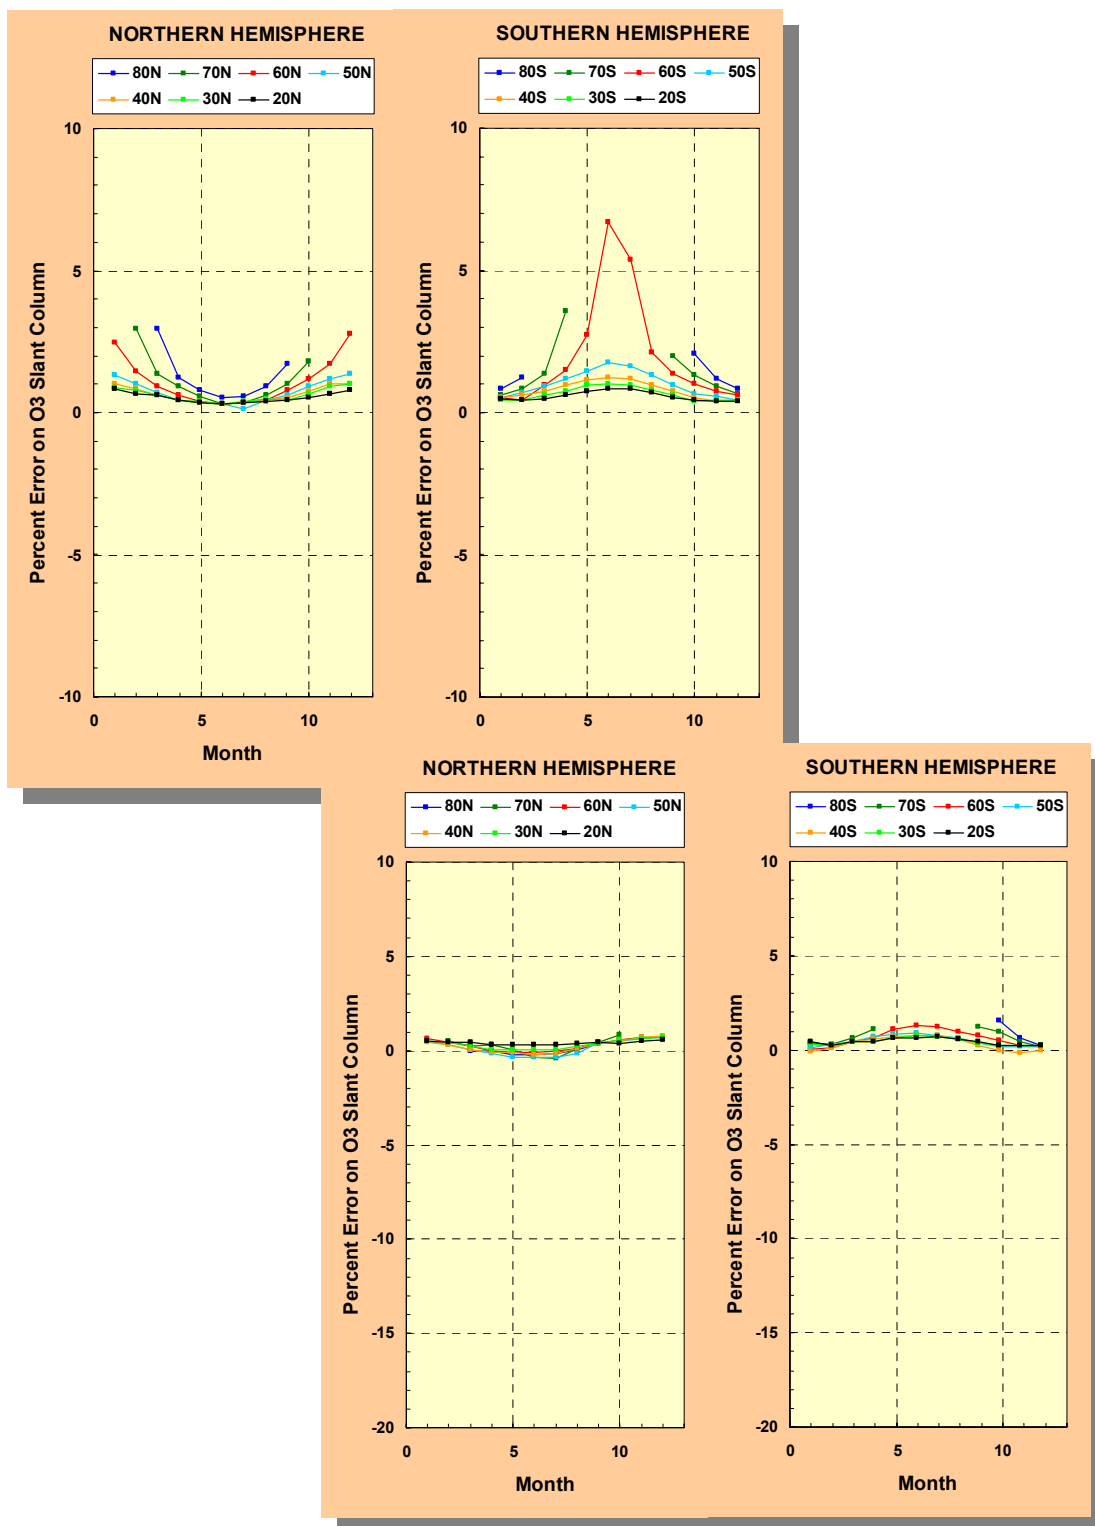 NORTHERN HEMISPHERE
80N 70N 60N 50N
40N 30N 20N
10
5
0
-5
-10
0 5 10
Month
Percent Error on O3 Slant Column
SOUTHERN HEMISPHERE
80S 70S 60S 50S
40S 30S 20S
10
5
0
-5
-10
0 5 10
Month
Percent Error on O3 Slant Column
NORTHERN HEMISPHERE
80N 70N 60N 50N
40N 30N 20N
10
5
0
-5
-10
-15
-20
0 5 10
Month
Percent Error on O3 Slant Column
SOUTHERN HEMISPHERE
80S 70S 60S 50S
40S 30S 20S
10
5
0
-5
-10
-15
-20
0 5 10
Month
Percent Error on O3 Slant Column